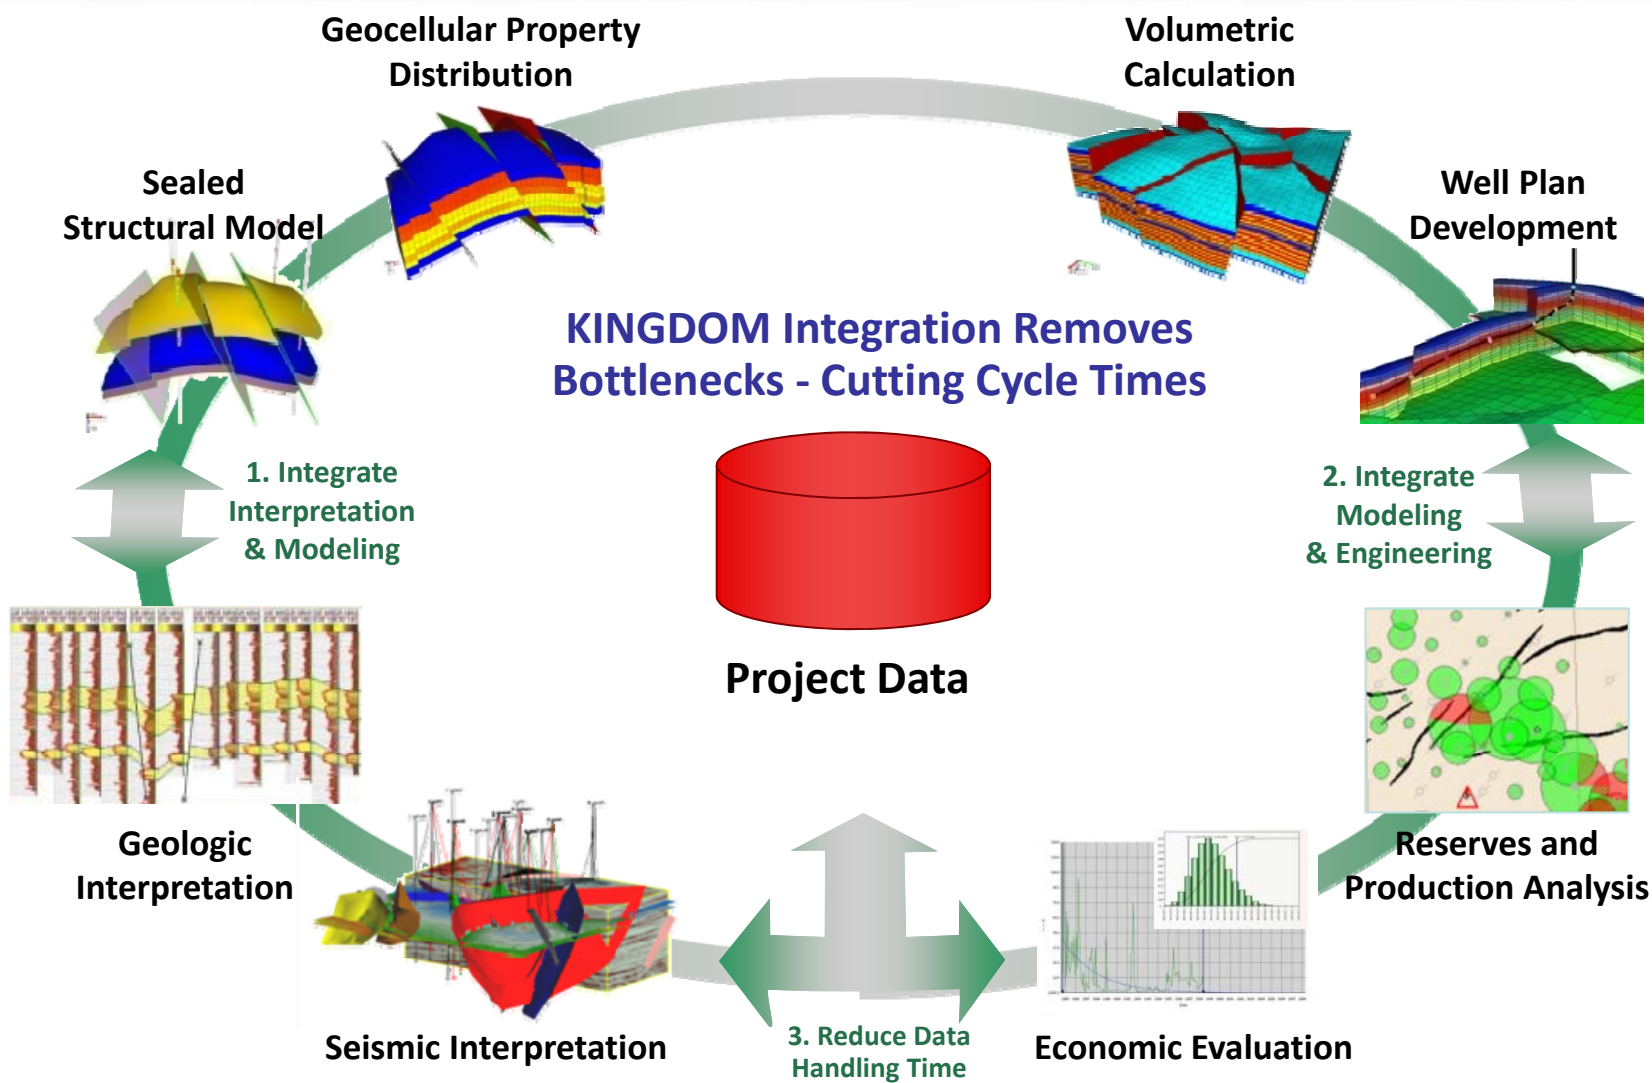 Geocellular Property
Distribution
Volumetric
Calculation
Sealed
Structural Model
Well Plan
Development
KINGDOM Integration Removes
Bottlenecks - Cutting Cycle Times
1. Integrate
Interpretation
& Modeling
2. Integrate
Modeling
& Engineering
Project Data
Geologic
Interpretation
Reserves and
Production Analysis
Seismic Interpretation
3. Reduce Data
Handling Time
Economic Evaluation